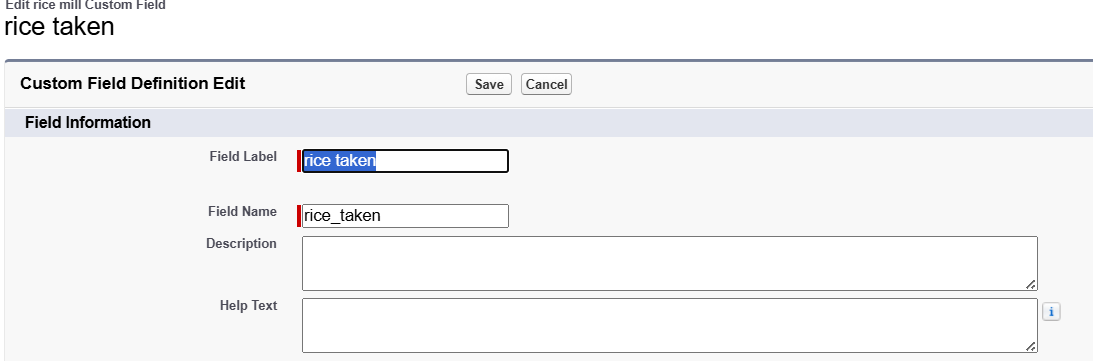 Edit rice mill Custom Field
rice taken
Custom Field Definition Edit Save Cancel
Field Information
Field Label rice taken
Field Name rice_taken
Description
Help Text i